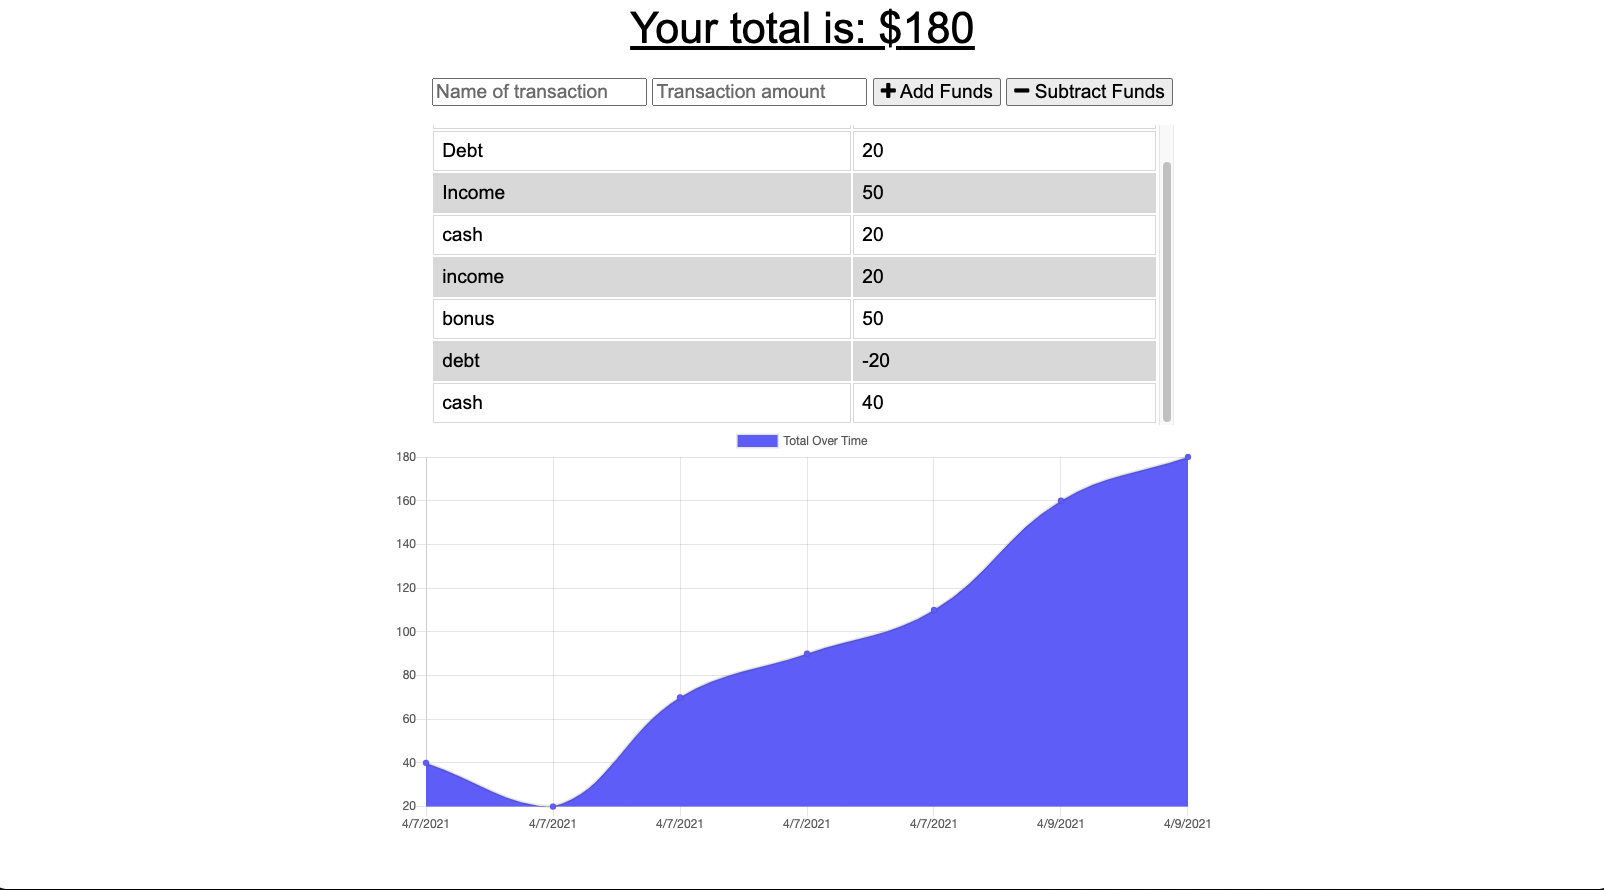 Your total is: $180
Name of transaction Transaction amount Add Funds Subtract Funds
Debt 20
Income 50
cash 20
income 20
bonus 50
debt -20
cash 40
Total Over Time
180
160
140
120
100
80
60
40
20
4/7/2021 4/7/2021 4/7/2021 4/7/2021 4/7/2021 4/9/2021 4/9/2021